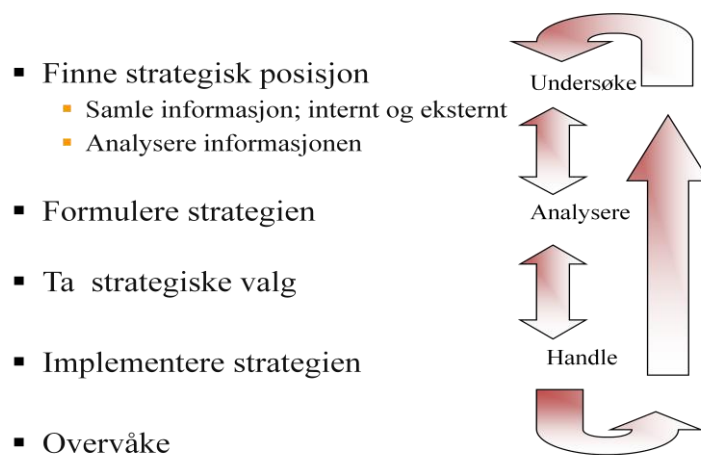 Finne strategisk posisjon
Samle informasjon; internt og eksternt
Analysere informasjonen
Formulere strategien
Ta strategiske valg
Implementere strategien
Overvåke
Undersøke
Analysere
Handle